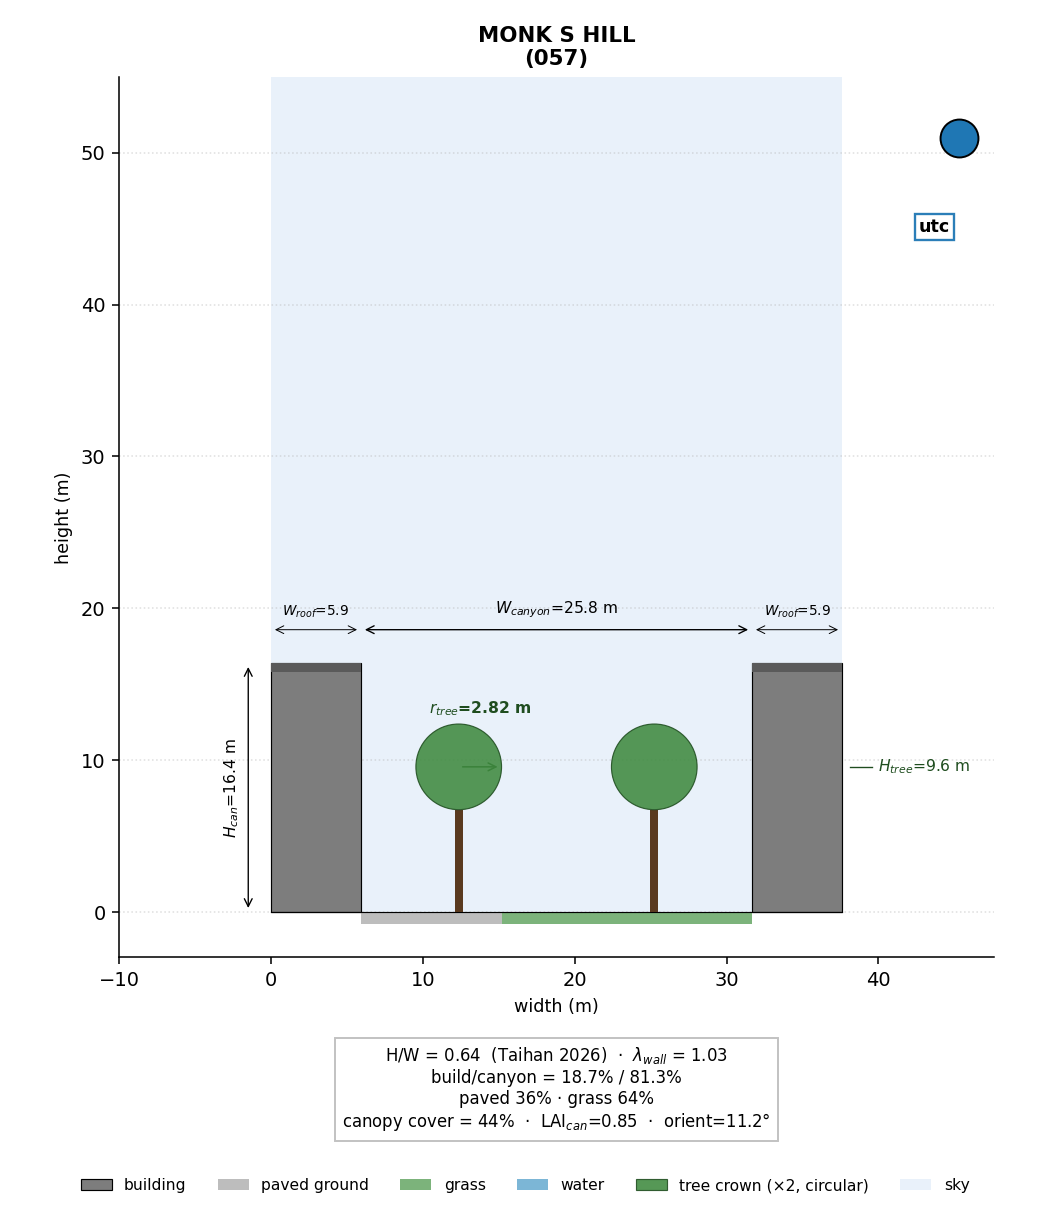 MONK S HILL
(057)
50
40
30
20
10
0
height (m)
utc
W_roof=5.9
W_canyon=25.8 m
W_roof=5.9
r_tree=2.82 m
H_can=16.4 m
H_tree=9.6 m
−10
0
10
20
30
40
width (m)
H/W = 0.64 (Taihan 2026) · λ_wall = 1.03
build/canyon = 18.7% / 81.3%
paved 36% · grass 64%
canopy cover = 44% · LAI_can=0.85 · orient=11.2°
building
paved ground
grass
water
tree crown (×2, circular)
sky